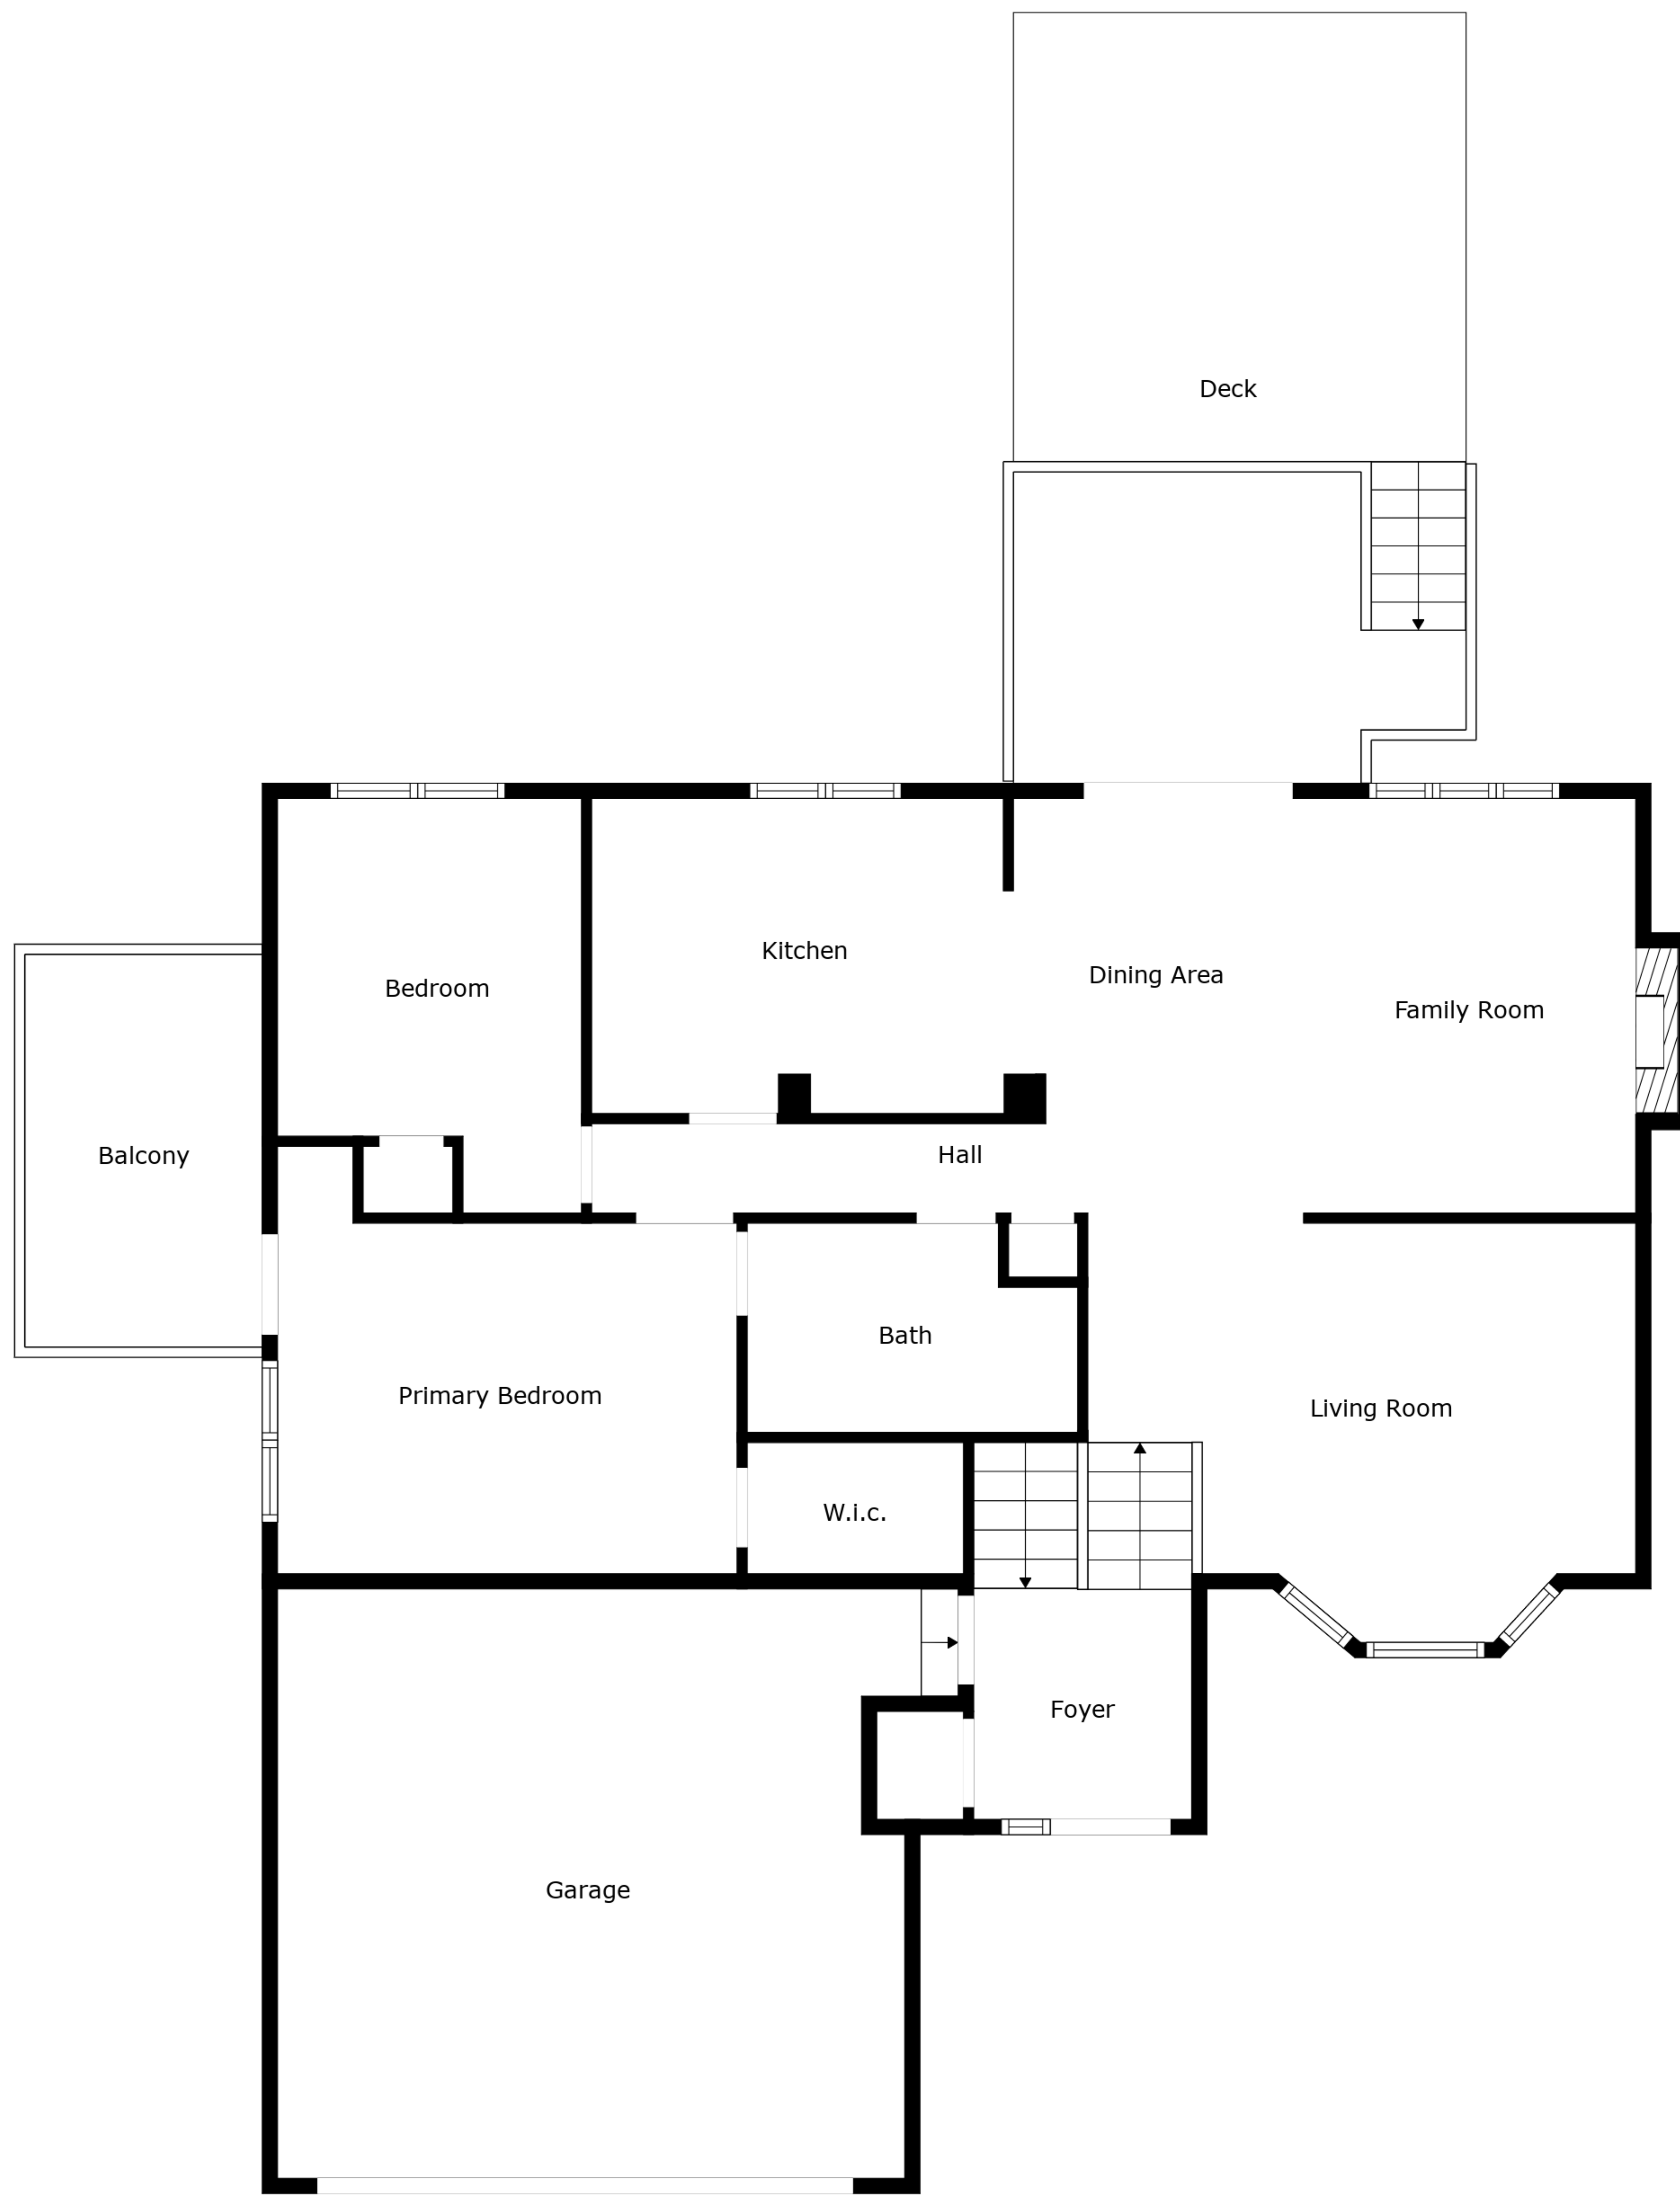 Deck
Kitchen
Dining Area
Bedroom
Family Room
Hall
Balcony
Bath
Primary Bedroom
Living Room
W.i.c.
Foyer
Garage